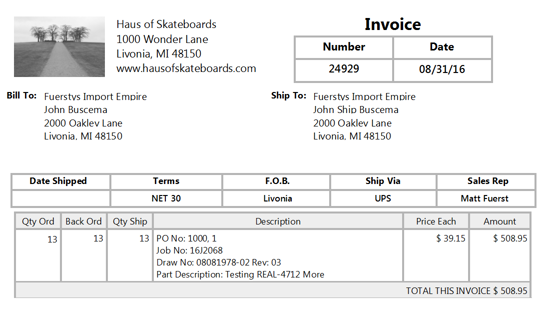 Haus of Skateboards
1000 Wonder Lane
Livonia, MI 48150
www.hausofskateboards.com
Invoice
Number Date
24929 08/31/16
Bill To: Fuerstys Import Empire
John Buscema
2000 Oakley Lane
Livonia, MI 48150
Ship To: Fuerstys Import Empire
John Ship Buscema
2000 Oakley Lane
Livonia, MI 48150
Date Shipped Terms F.O.B. Ship Via Sales Rep
NET 30 Livonia UPS Matt Fuerst
Qty Ord Back Ord Qty Ship Description Price Each Amount
13 13 13 PO No: 1000, 1 $ 39.15 $ 508.95
Job No: 16J2068
Draw No: 08081978-02 Rev: 03
Part Description: Testing REAL-4712 More
TOTAL THIS INVOICE $ 508.95